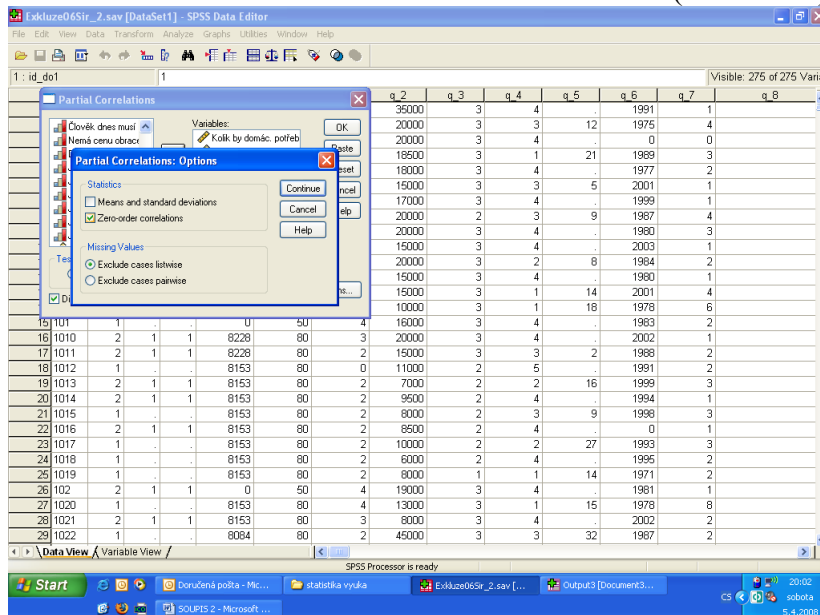 Exkluze06Sir_2.sav [DataSet1] - SPSS Data Editor
File Edit View Data Transform Analyze Graphs Utilities Window Help
1 : id_do1 1 Visible: 275 of 275 Vari
q_2 q_3 q_4 q_5 q_6 q_7 q_8
35000 3 4 . 1991 1
20000 3 3 12 1975 4
20000 3 4 . 0 0
18500 3 1 21 1989 3
18000 3 4 . 1977 2
15000 3 3 5 2001 1
17000 3 4 . 1999 1
20000 2 3 9 1987 4
20000 3 4 . 1980 3
15000 3 4 . 2003 1
20000 3 2 8 1984 2
15000 3 4 . 1980 1
15000 3 1 14 2001 4
10000 3 1 18 1978 6
Partial Correlations
Člověk dnes musí
Nemá cenu obrace
Variables:
Kolik by domác. potřeb
OK
Paste
Partial Correlations: Options
Statistics
Means and standard deviations
Zero-order correlations
Missing Values
Exclude cases listwise
Exclude cases pairwise
Continue
Cancel
Help
15 101 1 . . 0 50 4 16000 3 4 . 1983 2
16 1010 2 1 1 8228 80 3 20000 3 4 . 2002 1
17 1011 2 1 1 8228 80 2 15000 3 3 2 1988 2
18 1012 1 . . 8153 80 0 11000 2 5 . 1991 2
19 1013 2 1 1 8153 80 2 7000 2 2 16 1999 3
20 1014 2 1 1 8153 80 2 9500 2 4 . 1994 1
21 1015 1 . . 8153 80 2 8000 2 3 9 1998 3
22 1016 2 1 1 8153 80 2 8500 2 4 . 0 1
23 1017 1 . . 8153 80 2 10000 2 2 27 1993 3
24 1018 1 . . 8153 80 2 6000 2 4 . 1995 2
25 1019 1 . . 8153 80 2 8000 1 1 14 1971 2
26 102 2 1 1 0 50 4 19000 3 4 . 1981 1
27 1020 1 . . 8153 80 4 13000 3 1 15 1978 8
28 1021 2 1 1 8153 80 3 8000 3 4 . 2002 2
29 1022 1 . . 8084 80 2 45000 3 3 32 1987 2
Data View Variable View
SPSS Processor is ready
Start Doručená pošta - Mic... statistika vyuka Exkluze06Sir_2.sav [... Output3 [Document3... 20:02
SOUPIS 2 - Microsoft ... CS sobota
5.4.2008